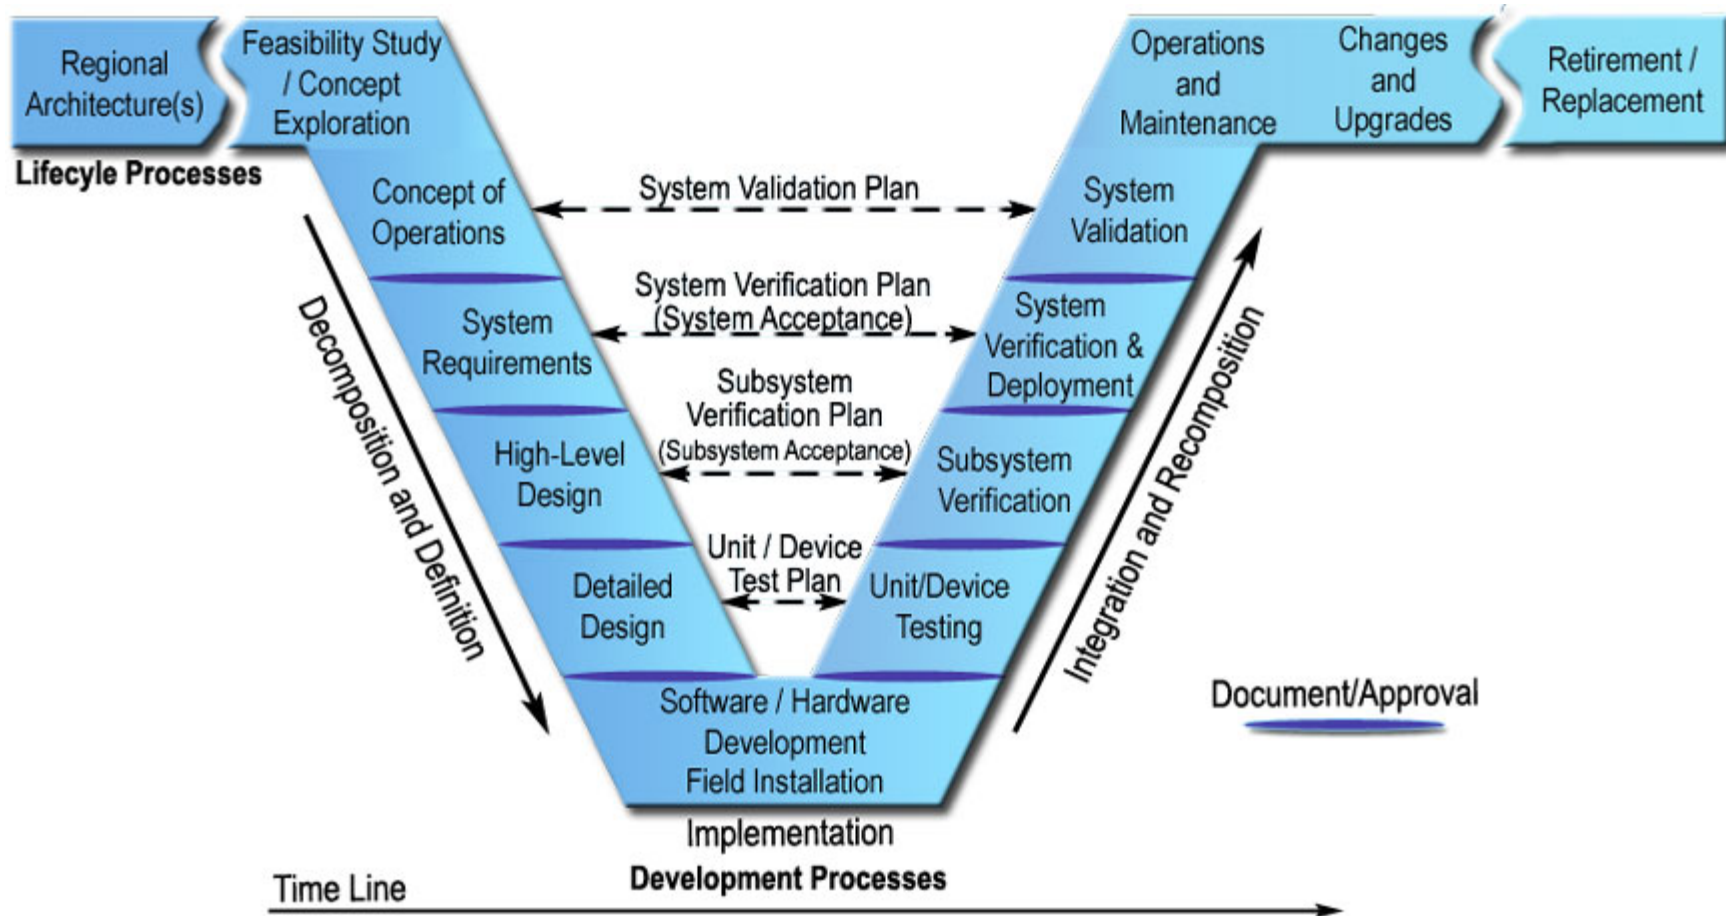 Regional
Architecture(s)
Feasibility Study
/ Concept
Exploration
Operations
and
Maintenance
Changes
and
Upgrades
Retirement /
Replacement
Lifecyle Processes
Concept of
Operations
System Validation Plan
System
Validation
Decomposition and Definition
System
Requirements
System Verification Plan
(System Acceptance)
System
Verification &
Deployment
Integration and Recomposition
High-Level
Design
Subsystem
Verification Plan
(Subsystem Acceptance)
Subsystem
Verification
Detailed
Design
Unit / Device
Test Plan
Unit/Device
Testing
Software / Hardware
Development
Field Installation
Document/Approval
Implementation
Development Processes
Time Line